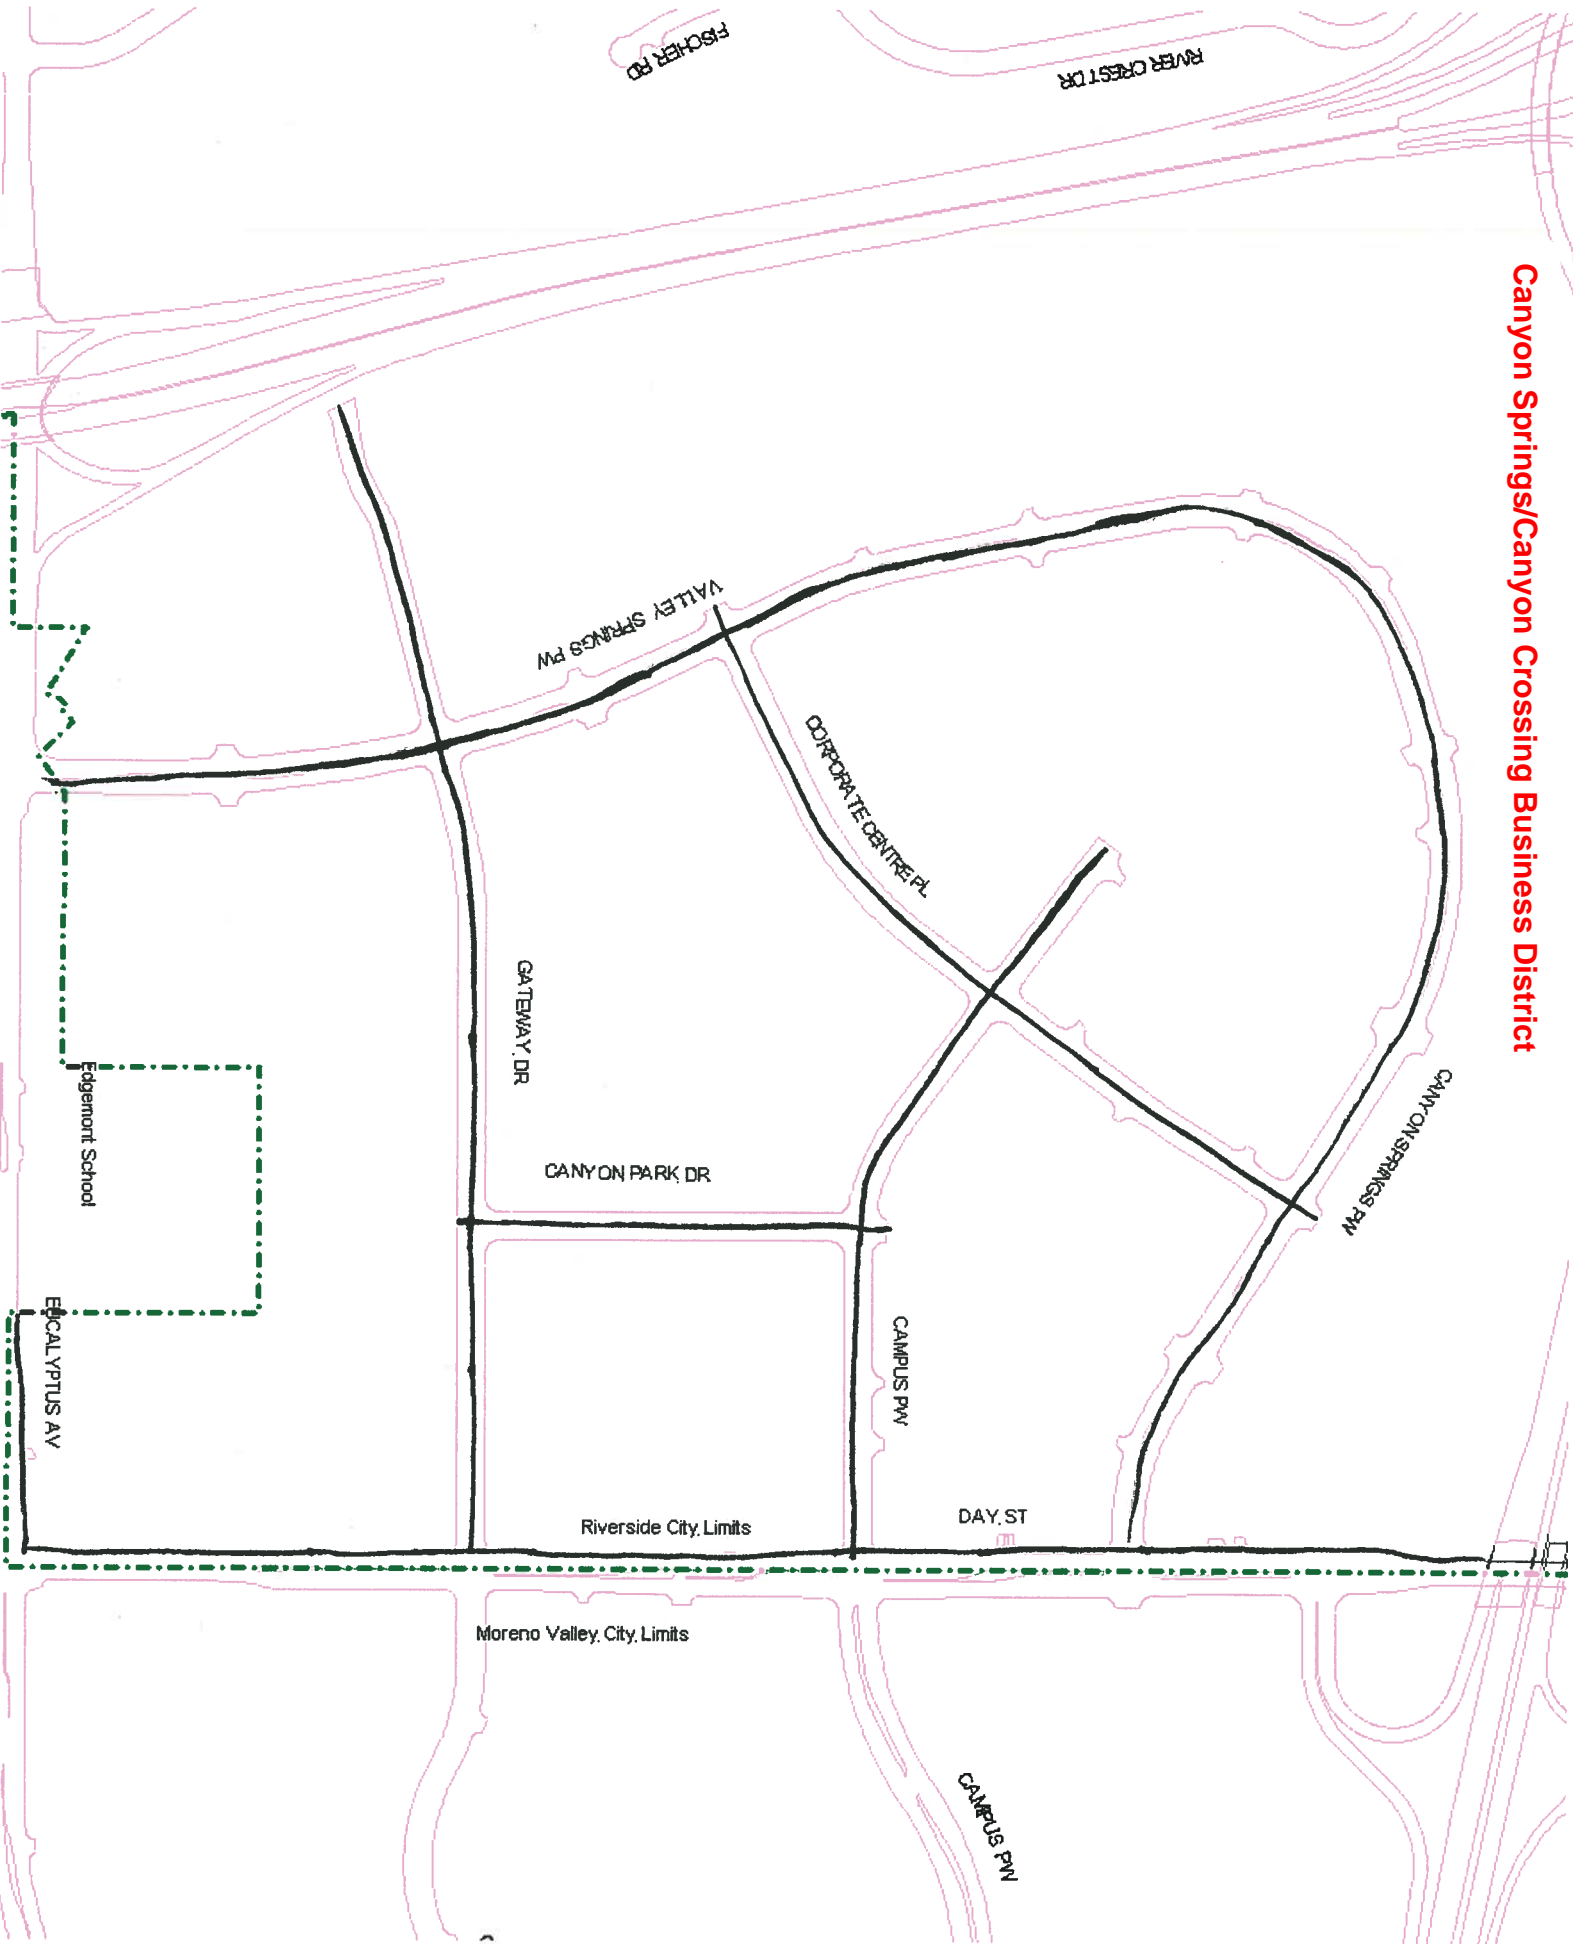 Canyon Springs/Canyon Crossing Business District
FISCHER RD
RIVER CREST DR
VALLEY SPRINGS PW
CORPORATE CENTRE PL
GATEWAY DR
CANYON SPRINGS PW
Edgemont School
CANYON PARK DR
EUCALYPTUS AV
CAMPUS PW
DAY ST
Riverside City Limits
Moreno Valley City Limits
CAMPUS PW